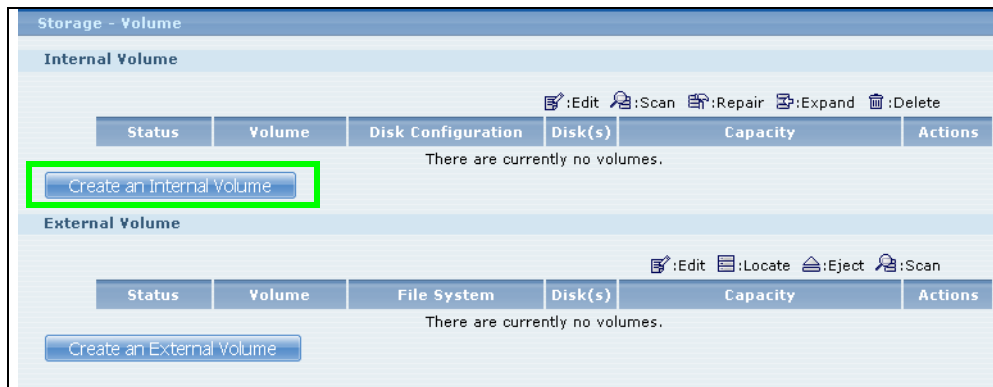 Storage - Volume
Internal Volume
:Edit :Scan :Repair :Expand :Delete
Status Volume Disk Configuration Disk(s) Capacity Actions
There are currently no volumes.
Create an Internal Volume
External Volume
:Edit :Locate :Eject :Scan
Status Volume File System Disk(s) Capacity Actions
There are currently no volumes.
Create an External Volume